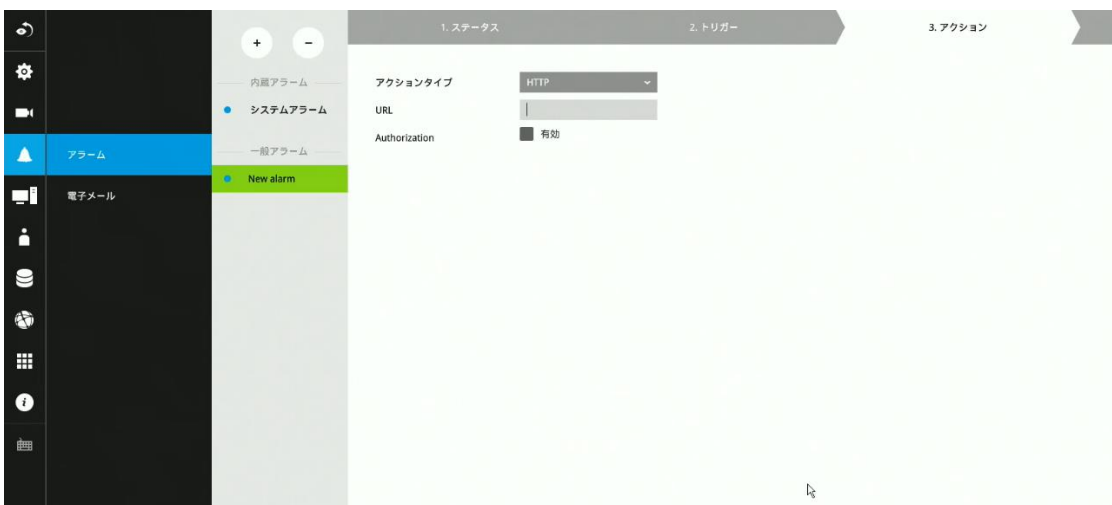 1. ステータス
2. トリガー
3. アクション
+
-
内蔵アラーム
システムアラーム
一般アラーム
New alarm
アラーム
電子メール
アクションタイプ
HTTP
URL
Authorization
有効